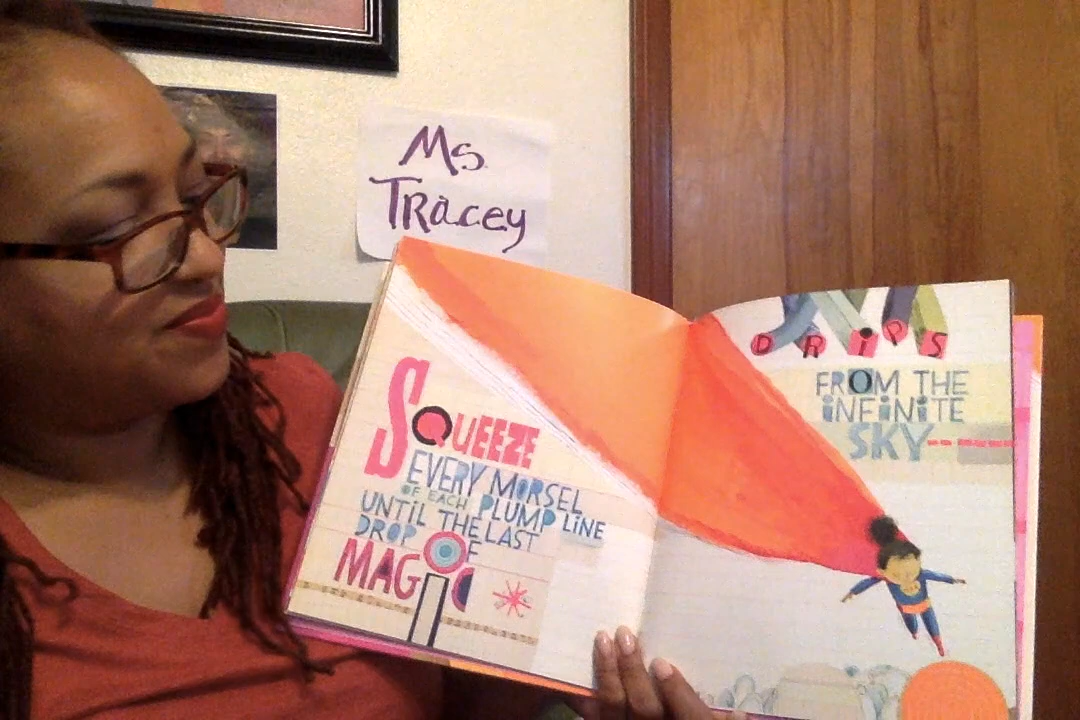 Ms
Tracey
SQUEEZE
EVERY MORSEL
OF EACH PLUMP LINE
UNTIL THE LAST
DROP OF
MAGIC
DRIPS
FROM THE
INFINITE
SKY